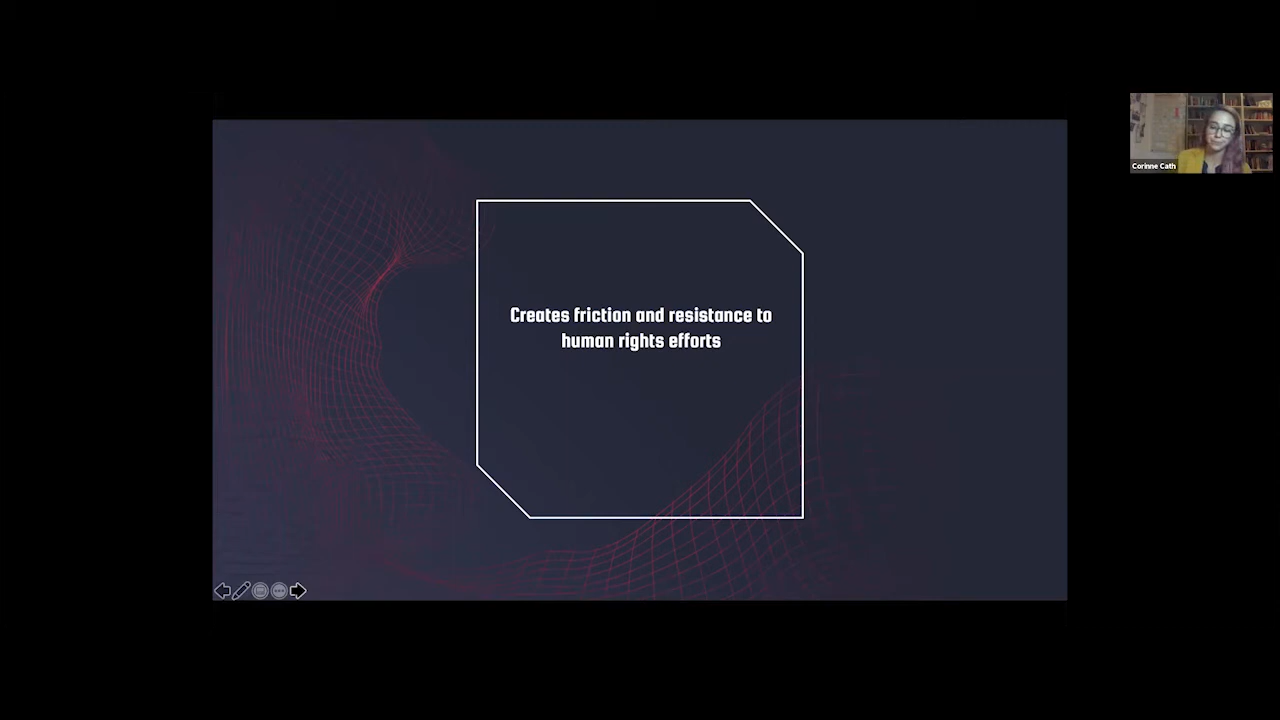 Creates friction and resistance to
human rights efforts
Corinne Cath